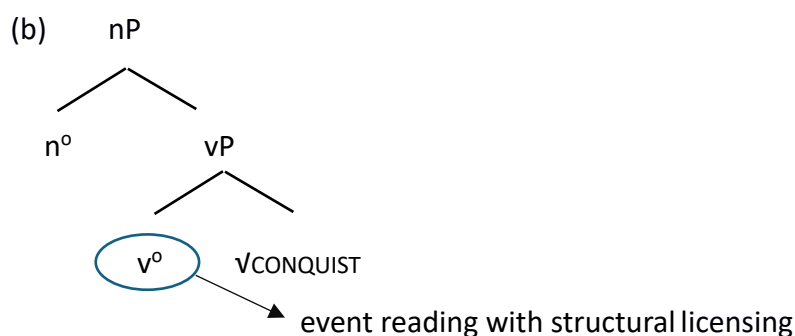 (b) nP
nº vP
vº √CONQUIST
event reading with structural licensing